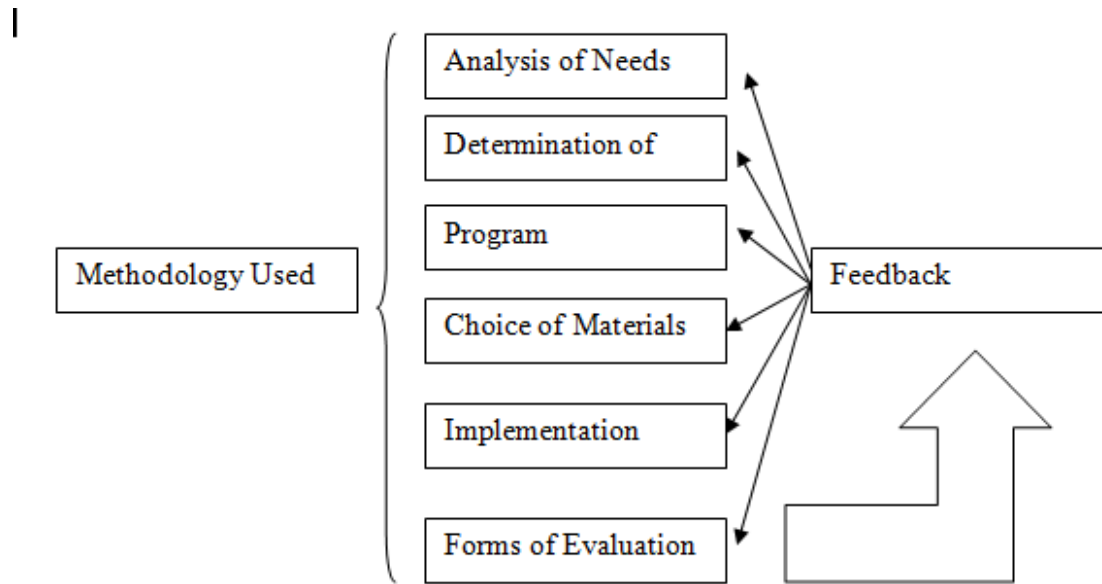 Analysis of Needs
Determination of
Program
Methodology Used
Feedback
Choice of Materials
Implementation
Forms of Evaluation